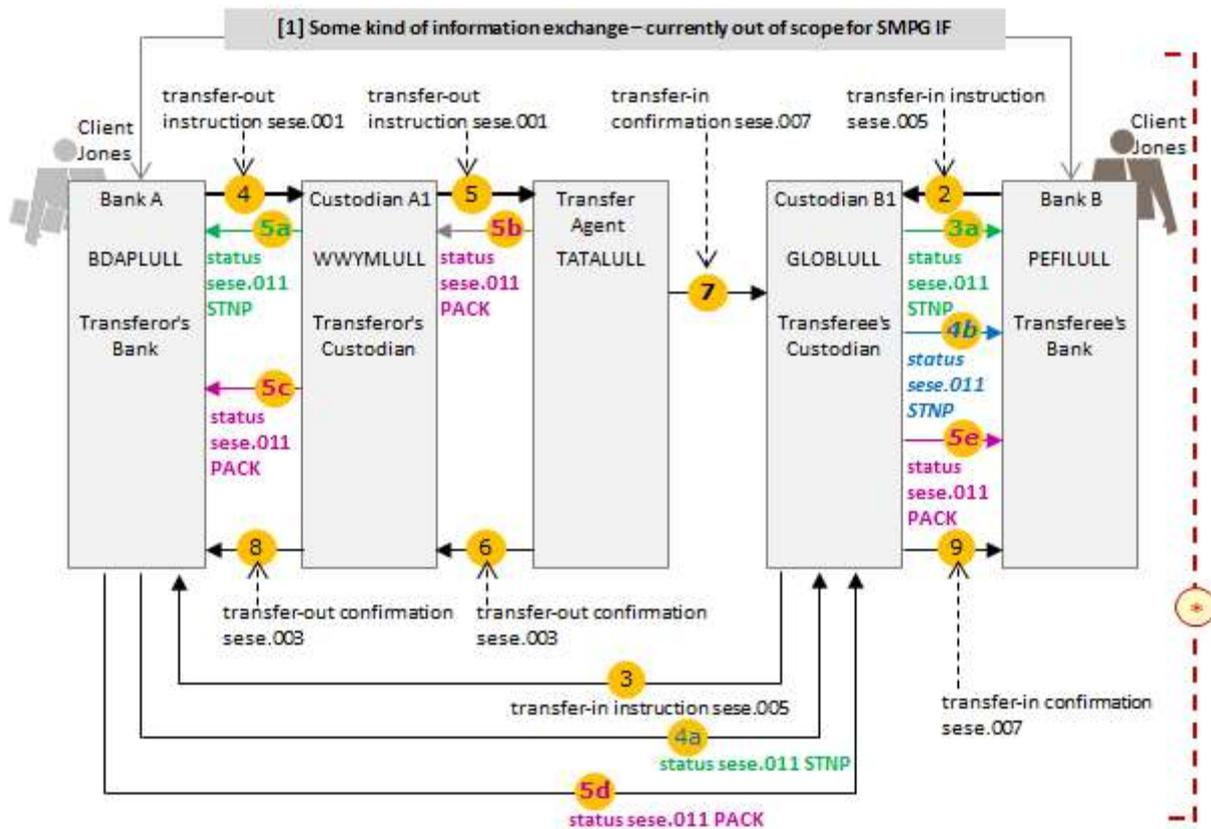 [1] Some kind of information exchange – currently out of scope for SMPG IF
transfer-out
instruction sese.001
transfer-out
instruction sese.001
transfer-in
confirmation sese.007
transfer-in instruction
sese.005
Client
Jones
Client
Jones
Bank A
BDAPLULL
Transferor's
Bank
4
5a
status
sese.011
STNP
5c
status
sese.011
PACK
8
Custodian A1
WWYMLULL
Transferor's
Custodian
5
5b
status
sese.011
PACK
6
Transfer
Agent
TATALULL
7
Custodian B1
GLOBLULL
Transferee's
Custodian
2
3a
status
sese.011
STNP
4b
status
sese.011
STNP
5e
status
sese.011
PACK
9
Bank B
PEFILULL
Transferee's
Bank
*
transfer-out confirmation
sese.003
transfer-out confirmation
sese.003
3
transfer-in instruction sese.005
transfer-in confirmation
sese.007
4a
status sese.011 STNP
5d
status sese.011 PACK